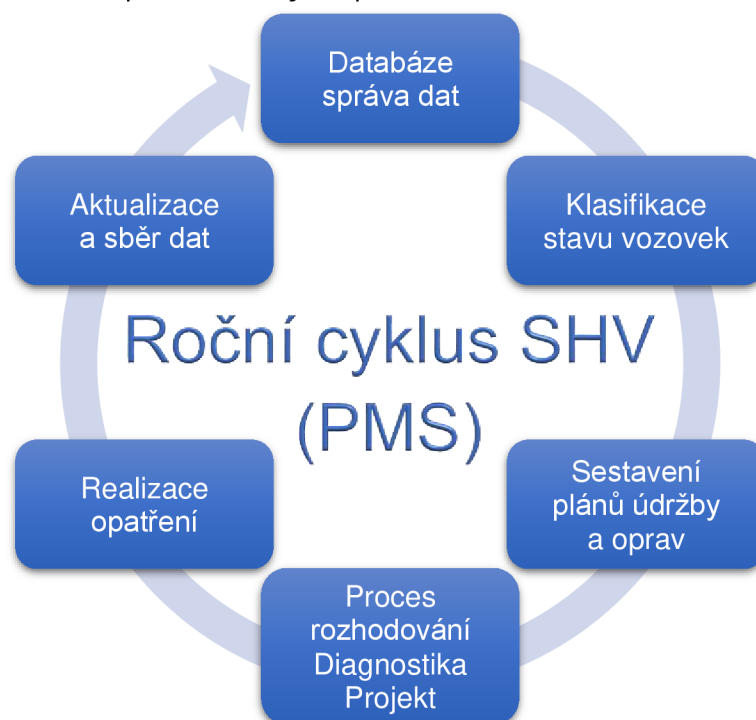 Databáze
správa dat
Klasifikace
stavu vozovek
Sestavení
plánů údržby
a oprav
Proces
rozhodování
Diagnostika
Projekt
Realizace
opatření
Aktualizace
a sběr dat
Roční cyklus SHV
(PMS)